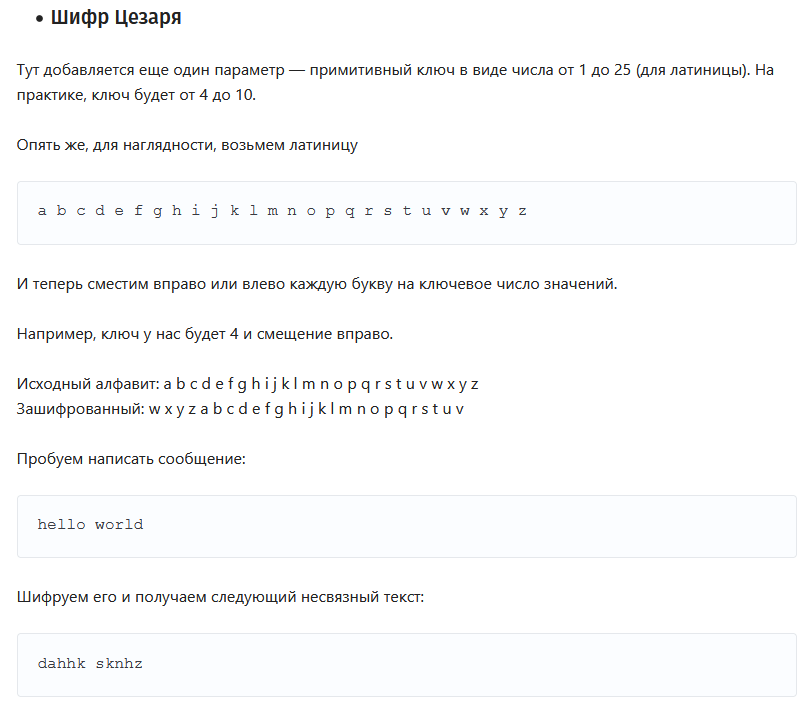 • Шифр Цезаря
Тут добавляется еще один параметр — примитивный ключ в виде числа от 1 до 25 (для латиницы). На
практике, ключ будет от 4 до 10.
Опять же, для наглядности, возьмем латиницу
a b c d e f g h i j k l m n o p q r s t u v w x y z
И теперь сместим вправо или влево каждую букву на ключевое число значений.
Например, ключ у нас будет 4 и смещение вправо.
Исходный алфавит: a b c d e f g h i j k l m n o p q r s t u v w x y z
Зашифрованный: w x y z a b c d e f g h i j k l m n o p q r s t u v
Пробуем написать сообщение:
hello world
Шифруем его и получаем следующий несвязный текст:
dahhk sknhz